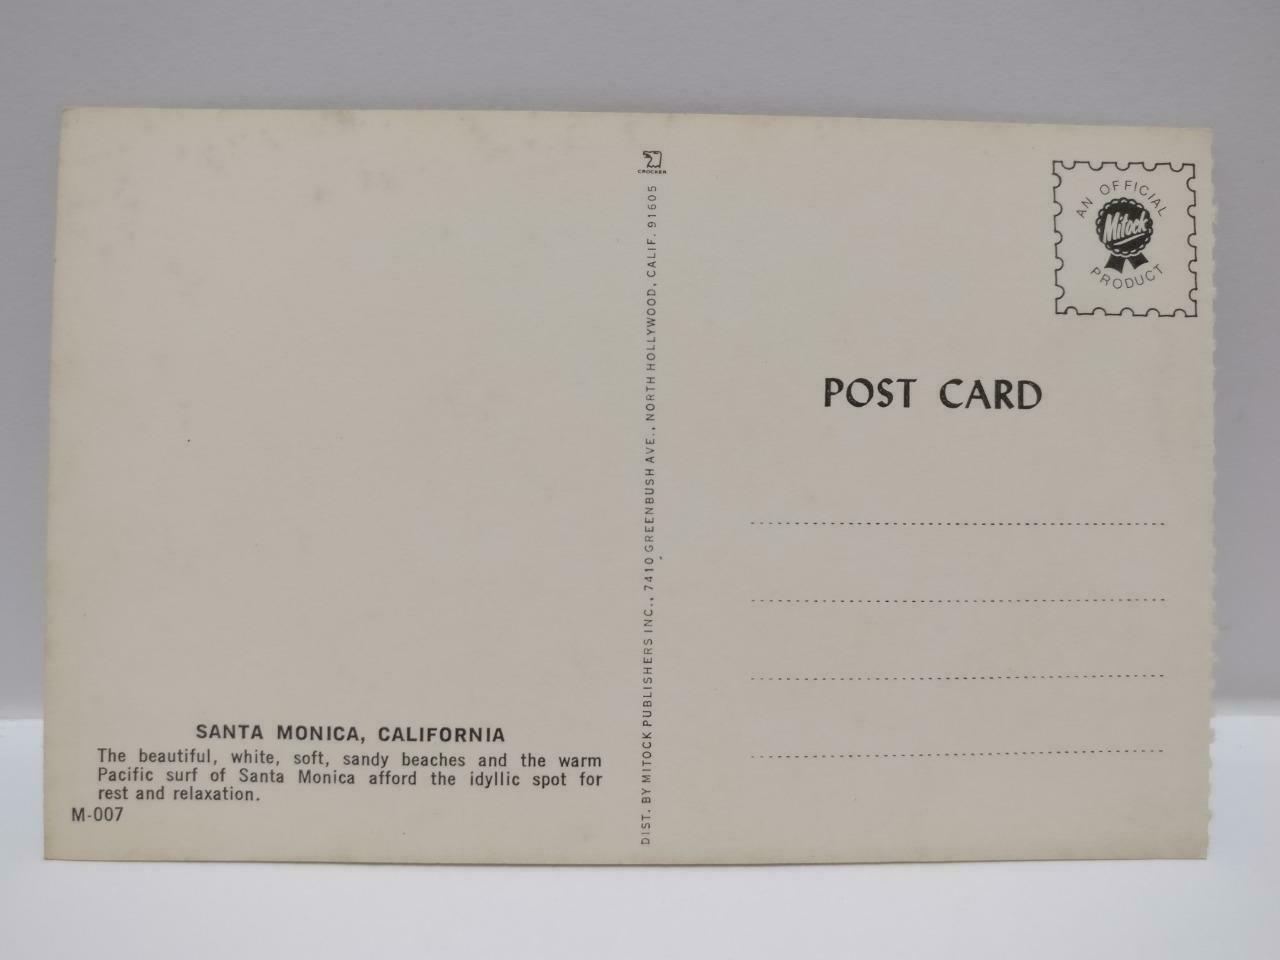 CROCKER
DIST. BY MITOCK PUBLISHERS INC., 7410 GREENBUSH AVE., NORTH HOLLYWOOD, CALIF. 91605
AN OFFICIAL
Mitock
PRODUCT
POST CARD
SANTA MONICA, CALIFORNIA
The beautiful, white, soft, sandy beaches and the warm
Pacific surf of Santa Monica afford the idyllic spot for
rest and relaxation.
M-007